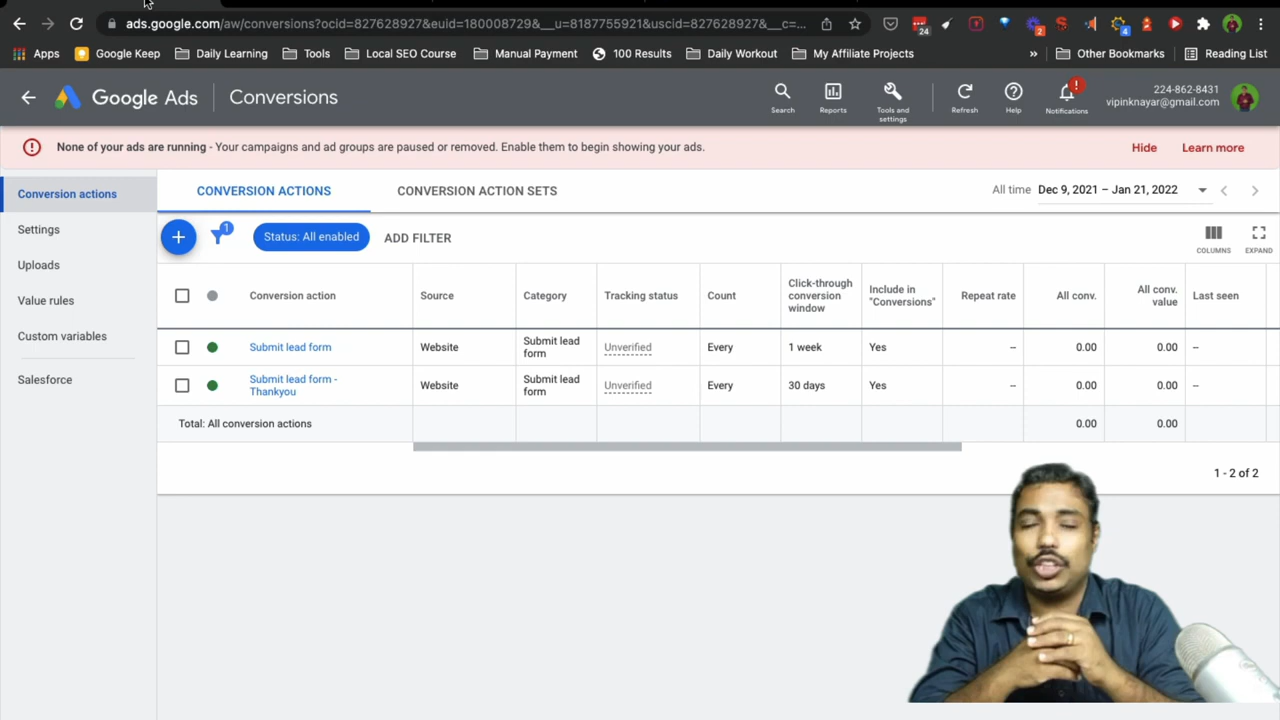 ads.google.com/aw/conversions?ocid=827628927&euid=180008729&__u=8187755921&uscid=827628927&__c=...
24
2
4
Apps
Google Keep
Daily Learning
Tools
Local SEO Course
Manual Payment
100 Results
Daily Workout
My Affiliate Projects
»
Other Bookmarks
Reading List
Google Ads
Conversions
Search
Reports
Tools and settings
Refresh
Help
Notifications
224-862-8431
vipinknayar@gmail.com
None of your ads are running - Your campaigns and ad groups are paused or removed. Enable them to begin showing your ads.
Hide
Learn more
Conversion actions
Settings
Uploads
Value rules
Custom variables
Salesforce
CONVERSION ACTIONS
CONVERSION ACTION SETS
All time Dec 9, 2021 – Jan 21, 2022
1
Status: All enabled
ADD FILTER
COLUMNS
EXPAND
Conversion action
Source
Category
Tracking status
Count
Click-through conversion window
Include in "Conversions"
Repeat rate
All conv.
All conv. value
Last seen
Submit lead form
Website
Submit lead form
Unverified
Every
1 week
Yes
–
0.00
0.00
–
Submit lead form - Thankyou
Website
Submit lead form
Unverified
Every
30 days
Yes
–
0.00
0.00
–
Total: All conversion actions
0.00
0.00
1 - 2 of 2